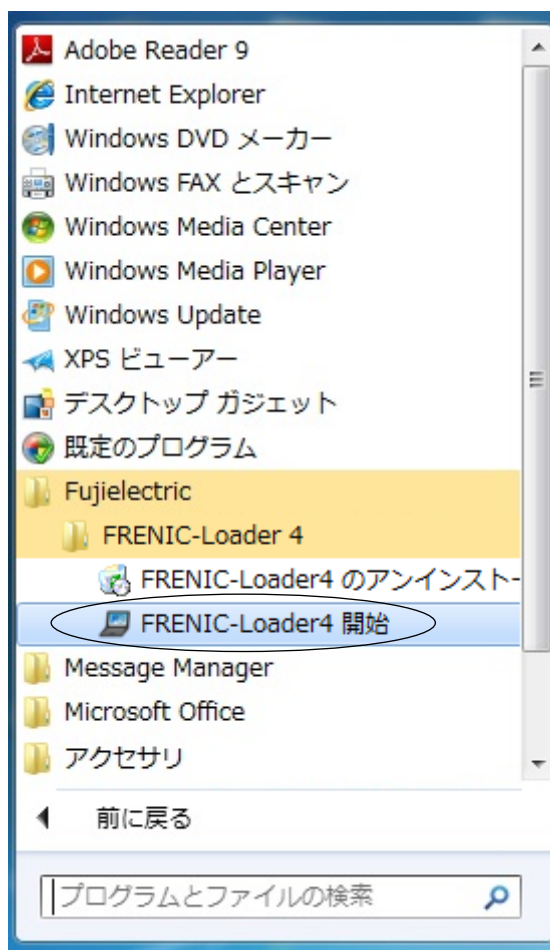 Adobe Reader 9
Internet Explorer
Windows DVD メーカー
Windows FAX とスキャン
Windows Media Center
Windows Media Player
Windows Update
XPS ビューアー
デスクトップ ガジェット
既定のプログラム
Fujielectric
FRENIC-Loader 4
FRENIC-Loader4 のアンインスト-
FRENIC-Loader4 開始
Message Manager
Microsoft Office
アクセサリ
前に戻る
プログラムとファイルの検索